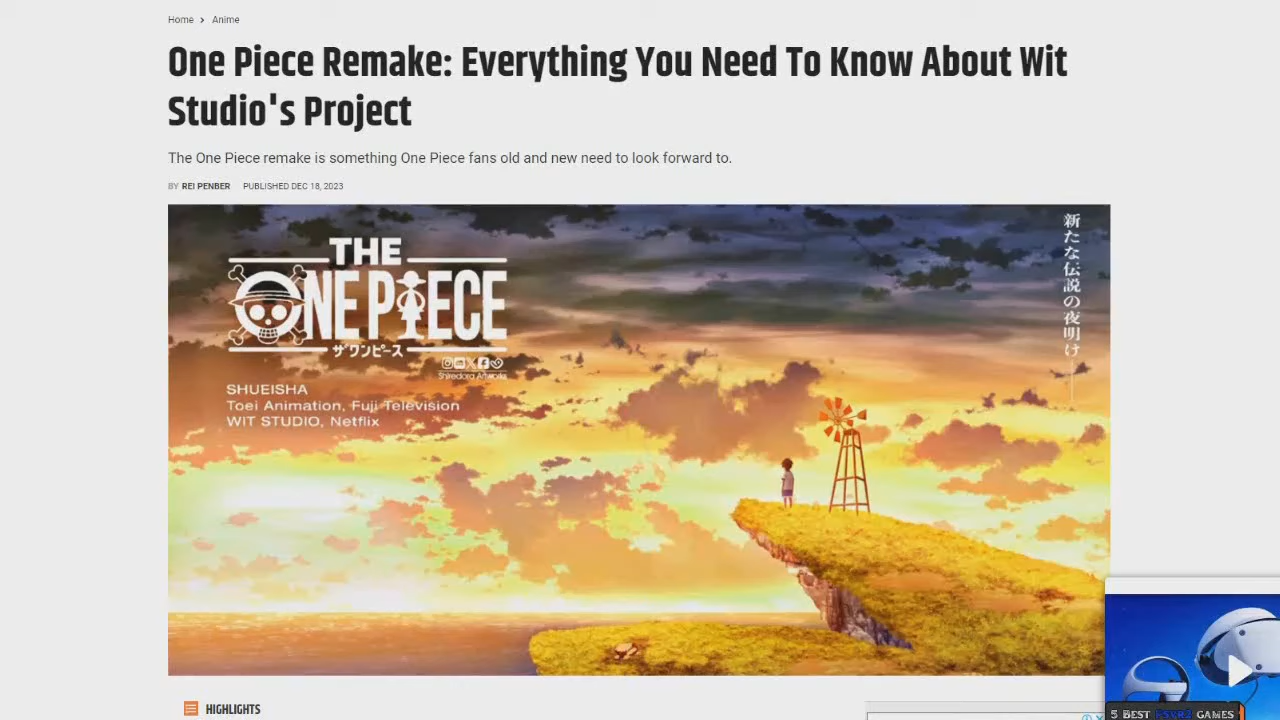 Home > Anime
One Piece Remake: Everything You Need To Know About Wit
Studio's Project
The One Piece remake is something One Piece fans old and new need to look forward to.
BY REI PENBER PUBLISHED DEC 18, 2023
THE
ONE PIECE
ザワンピース
Shiredora Artworks
SHUEISHA
Toei Animation, Fuji Television
WIT STUDIO, Netflix
新たな伝説の夜明け
HIGHLIGHTS
5 BEST PSVR2 GAMES